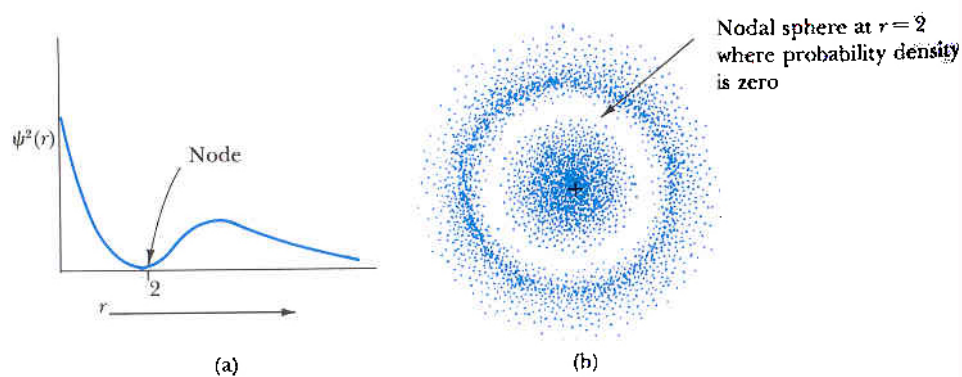 Nodal sphere at r = 2
where probability density
is zero
ψ²(r)
Node
2
r
(a)
(b)